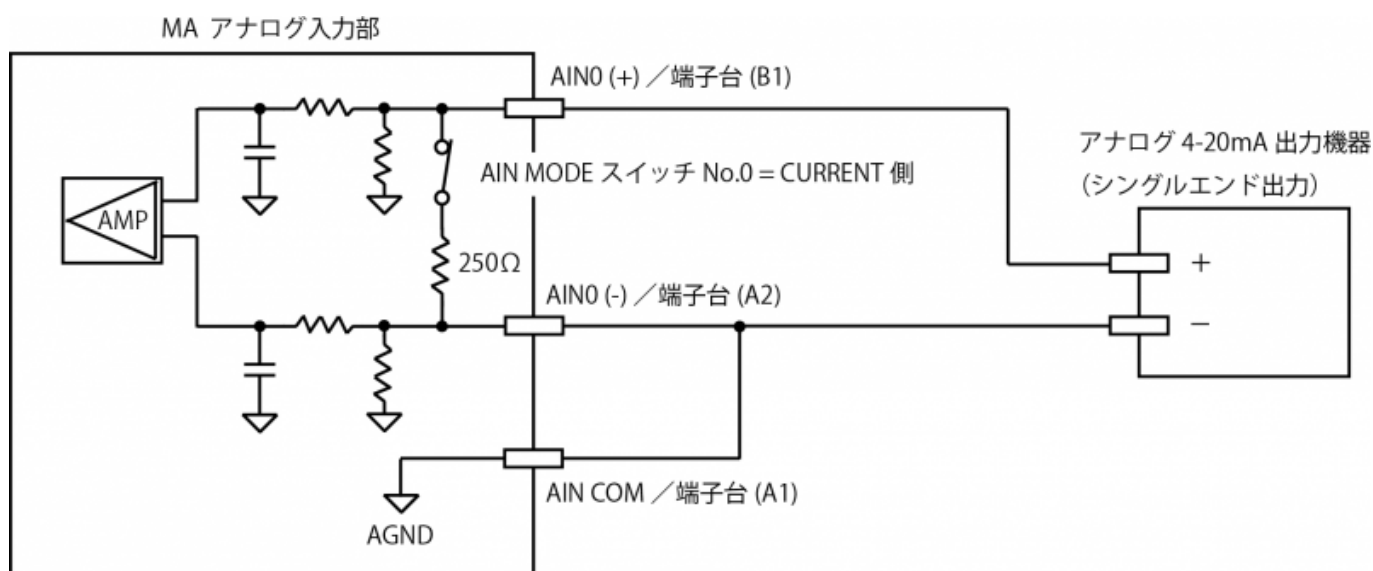 MA アナログ入力部
AIN0 (+) ／端子台 (B1)
アナログ 4-20mA 出力機器
（シングルエンド出力）
AIN MODE スイッチ No.0 = CURRENT 側
AMP
+
250Ω
AIN0 (-) ／端子台 (A2)
−
AIN COM ／端子台 (A1)
AGND